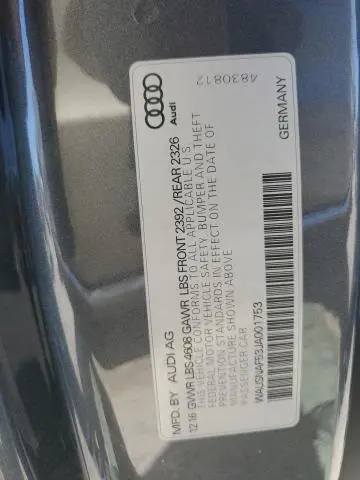 4830812
Audi
GERMANY
MFD. BY AUDI AG
12.16 GVWR LBS 4608 GAWR LBS FRONT 2392 /REAR 2326
THIS VEHICLE CONFORMS TO ALL APPLICABLE U.S
FEDERAL MOTOR VEHICLE SAFETY, BUMPER AND THEFT
PREVENTION STANDARDS IN EFFECT ON THE DATE OF
MANUFACTURE SHOWN ABOVE
PASSENGER CAR
WAUSNAF53JA001753